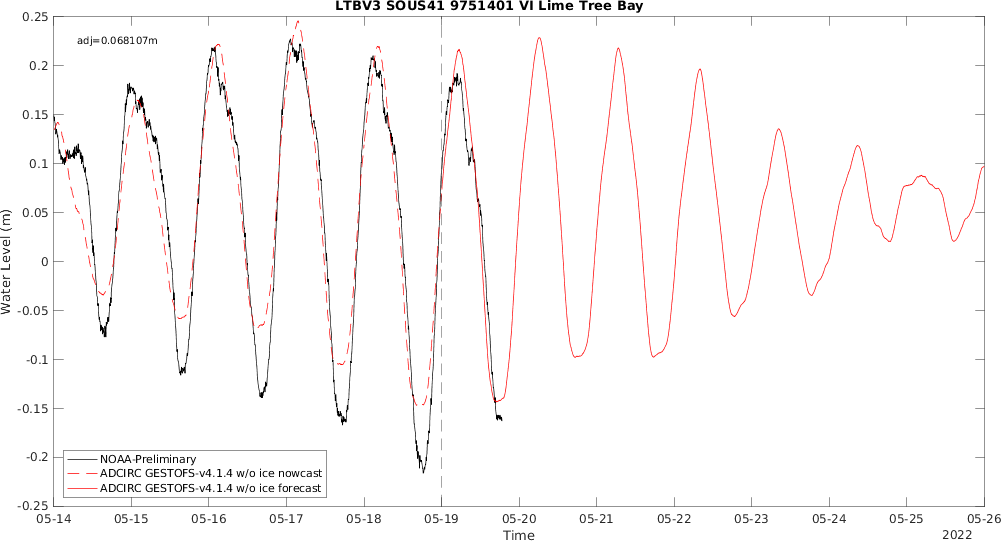 LTBV3 SOUS41 9751401 VI Lime Tree Bay
adj=0.068107m
0.25
0.2
0.15
0.1
0.05
0
-0.05
-0.1
-0.15
-0.2
-0.25
Water Level (m)
NOAA-Preliminary
ADCIRC GESTOFS-v4.1.4 w/o ice nowcast
ADCIRC GESTOFS-v4.1.4 w/o ice forecast
05-14 05-15 05-16 05-17 05-18 05-19 05-20 05-21 05-22 05-23 05-24 05-25 05-26
Time
2022